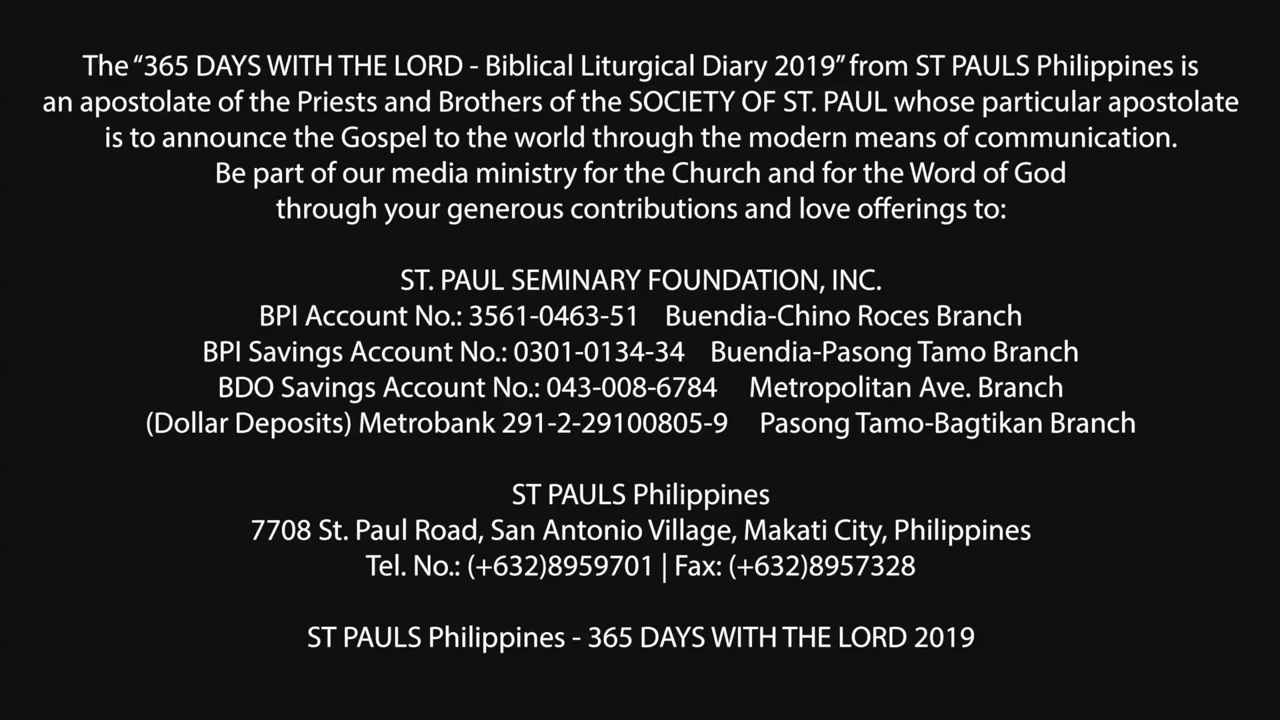 The “365 DAYS WITH THE LORD - Biblical Liturgical Diary 2019” from ST PAULS Philippines is
an apostolate of the Priests and Brothers of the SOCIETY OF ST. PAUL whose particular apostolate
is to announce the Gospel to the world through the modern means of communication.
Be part of our media ministry for the Church and for the Word of God
through your generous contributions and love offerings to:
ST. PAUL SEMINARY FOUNDATION, INC.
BPI Account No.: 3561-0463-51 Buendia-Chino Roces Branch
BPI Savings Account No.: 0301-0134-34 Buendia-Pasong Tamo Branch
BDO Savings Account No.: 043-008-6784 Metropolitan Ave. Branch
(Dollar Deposits) Metrobank 291-2-29100805-9 Pasong Tamo-Bagtikan Branch
ST PAULS Philippines
7708 St. Paul Road, San Antonio Village, Makati City, Philippines
Tel. No.: (+632)8959701 | Fax: (+632)8957328
ST PAULS Philippines - 365 DAYS WITH THE LORD 2019